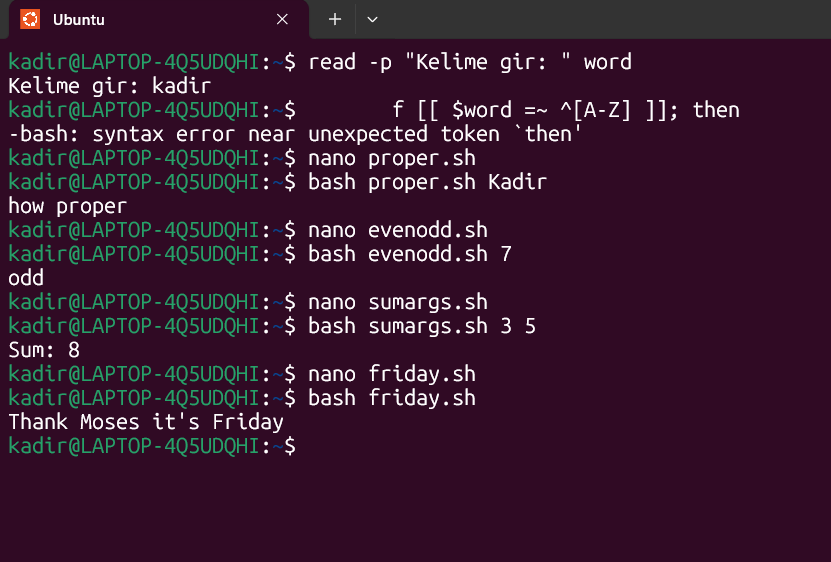 Ubuntu
kadir@LAPTOP-4Q5UDQHI:~$ read -p "Kelime gir: " word
Kelime gir: kadir
kadir@LAPTOP-4Q5UDQHI:~$        f [[ $word =~ ^[A-Z] ]]; then
-bash: syntax error near unexpected token `then'
kadir@LAPTOP-4Q5UDQHI:~$ nano proper.sh
kadir@LAPTOP-4Q5UDQHI:~$ bash proper.sh Kadir
how proper
kadir@LAPTOP-4Q5UDQHI:~$ nano evenodd.sh
kadir@LAPTOP-4Q5UDQHI:~$ bash evenodd.sh 7
odd
kadir@LAPTOP-4Q5UDQHI:~$ nano sumargs.sh
kadir@LAPTOP-4Q5UDQHI:~$ bash sumargs.sh 3 5
Sum: 8
kadir@LAPTOP-4Q5UDQHI:~$ nano friday.sh
kadir@LAPTOP-4Q5UDQHI:~$ bash friday.sh
Thank Moses it's Friday
kadir@LAPTOP-4Q5UDQHI:~$